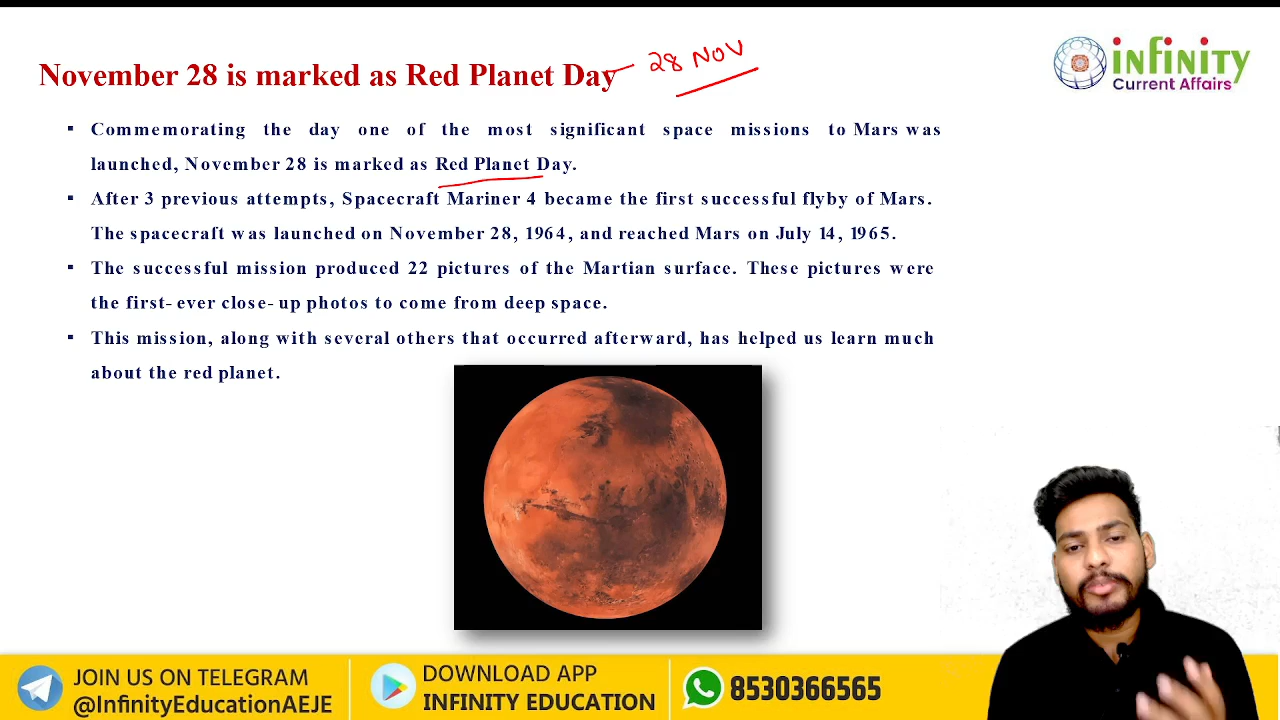 November 28 is marked as Red Planet Day
28 NOV
infinity
Current Affairs
▪ Commemorating the day one of the most significant space missions to Mars was
launched, November 28 is marked as Red Planet Day.
▪ After 3 previous attempts, Spacecraft Mariner 4 became the first successful flyby of Mars.
The spacecraft was launched on November 28, 1964, and reached Mars on July 14, 1965.
▪ The successful mission produced 22 pictures of the Martian surface. These pictures were
the first- ever close- up photos to come from deep space.
▪ This mission, along with several others that occurred afterward, has helped us learn much
about the red planet.
JOIN US ON TELEGRAM
@InfinityEducationAEJE
DOWNLOAD APP
INFINITY EDUCATION
8530366565